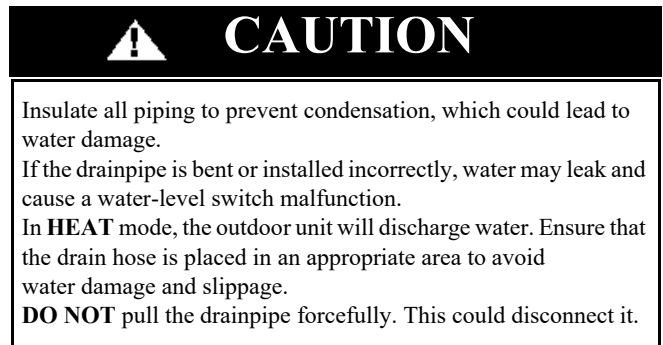 CAUTION
Insulate all piping to prevent condensation, which could lead to
water damage.
If the drainpipe is bent or installed incorrectly, water may leak and
cause a water-level switch malfunction.
In HEAT mode, the outdoor unit will discharge water. Ensure that
the drain hose is placed in an appropriate area to avoid
water damage and slippage.
DO NOT pull the drainpipe forcefully. This could disconnect it.